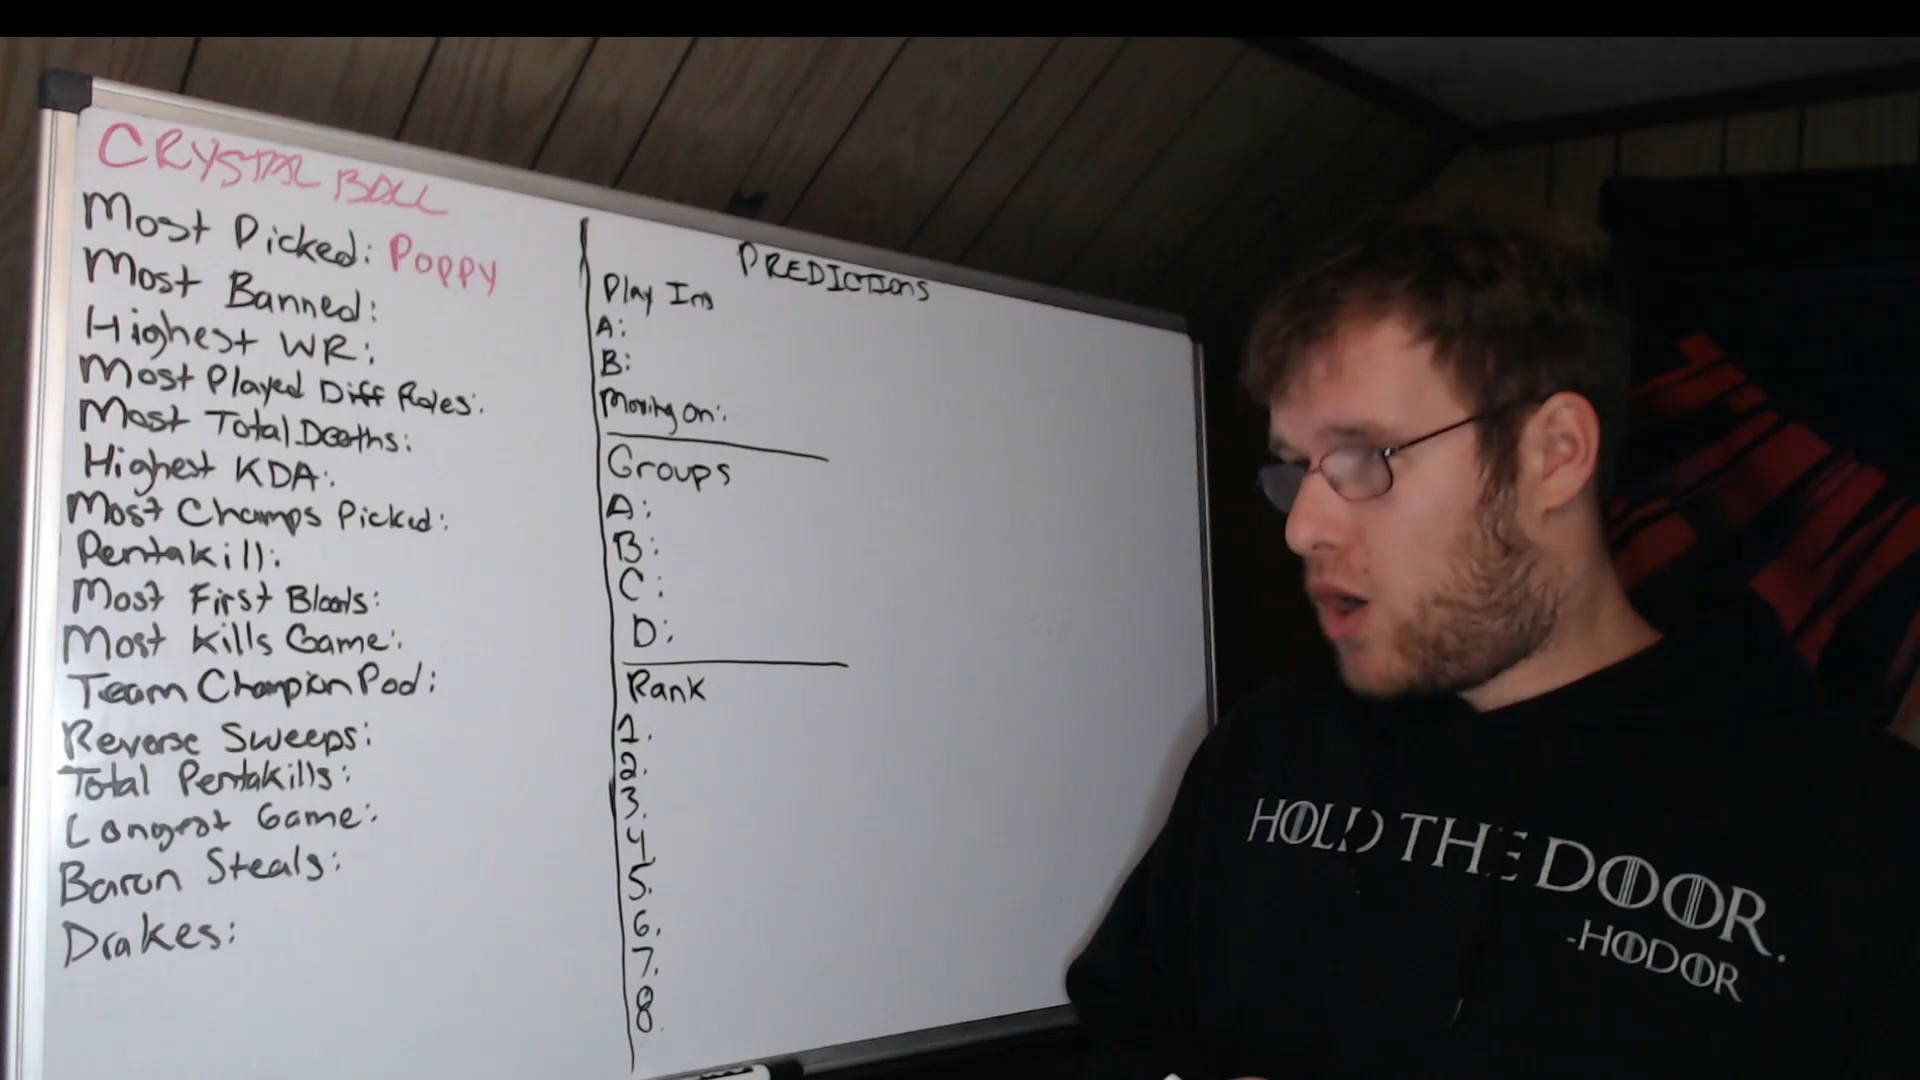 CRYSTAL BALL
Most Picked: Poppy
Most Banned:
Highest WR:
Most Played Diff Roles:
Most Total Deaths:
Highest KDA:
Most Champs Picked:
Pentakill:
Most First Bloods:
Most Kills Game:
Team Champion Pod:
Reverse Sweeps:
Total Pentakills:
Longest Game:
Baron Steals:
Drakes:
PREDICTIONS
Play Ins
A:
B:
Moving on:
Groups
A:
B:
C:
D:
Rank
1.
2.
3.
4
5.
6.
7.
8.
HOLD THE DOOR.
-HODOR